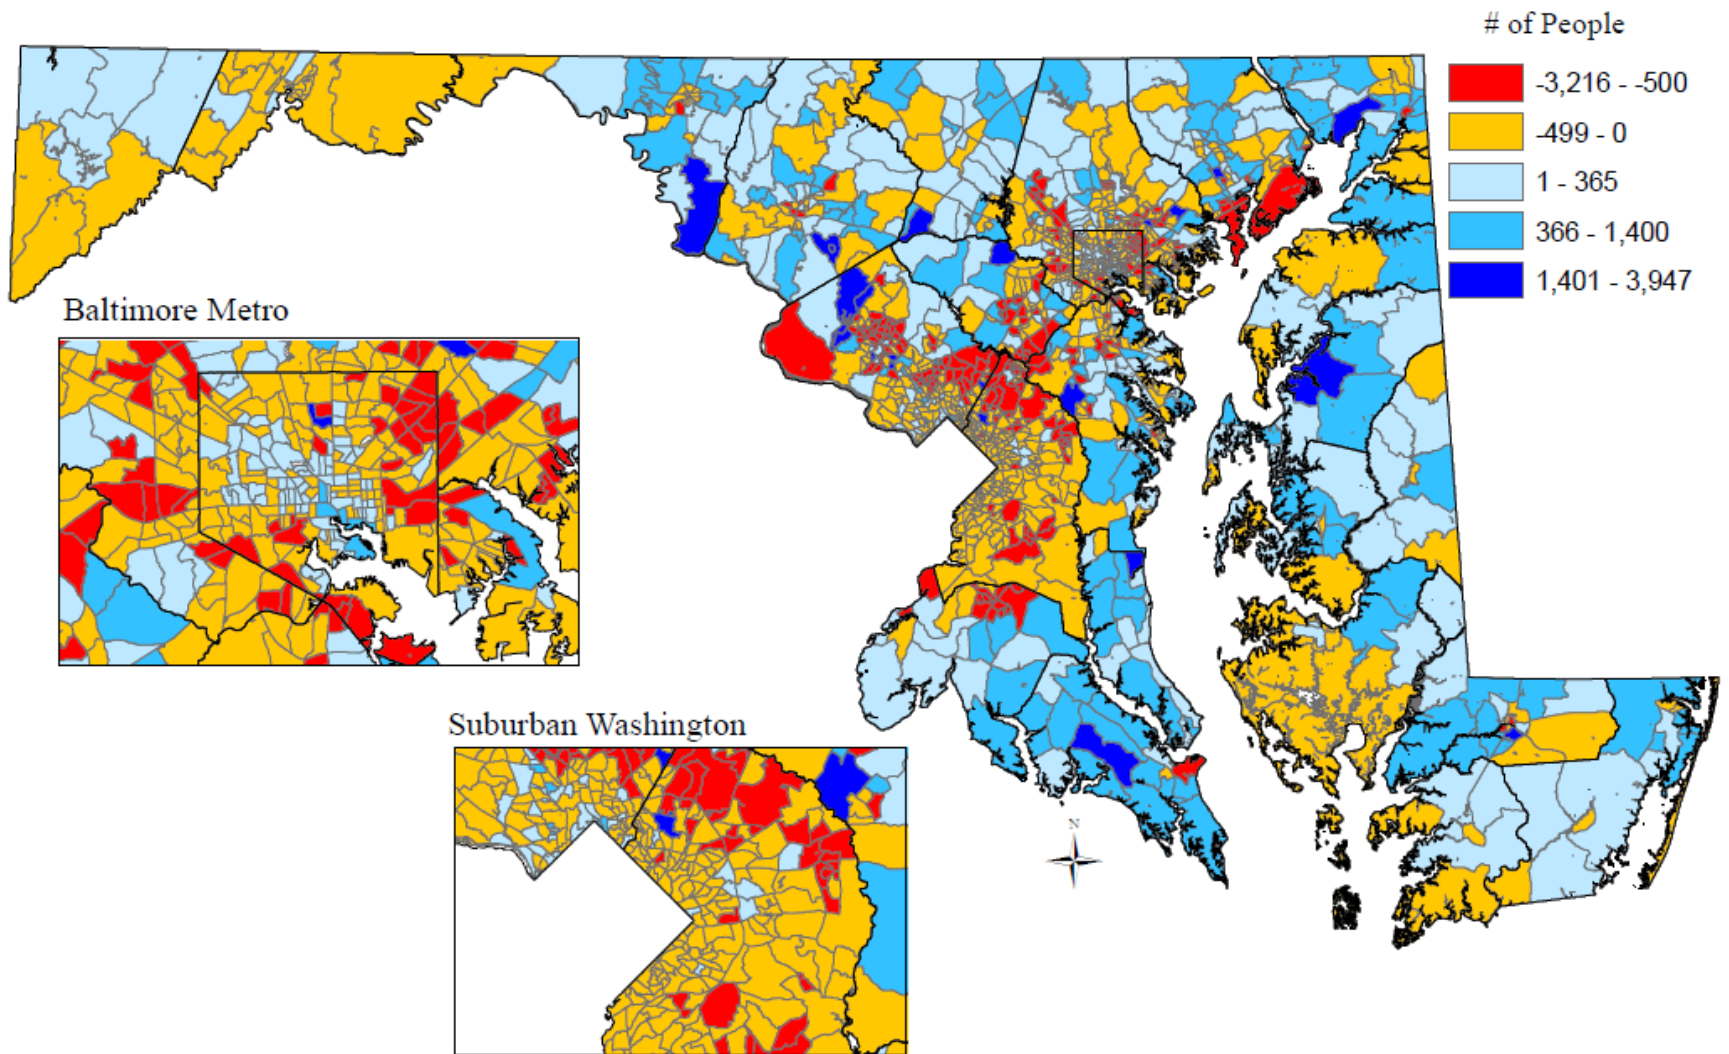 # of People
-3,216 - -500
-499 - 0
1 - 365
366 - 1,400
1,401 - 3,947
Baltimore Metro
Suburban Washington
N